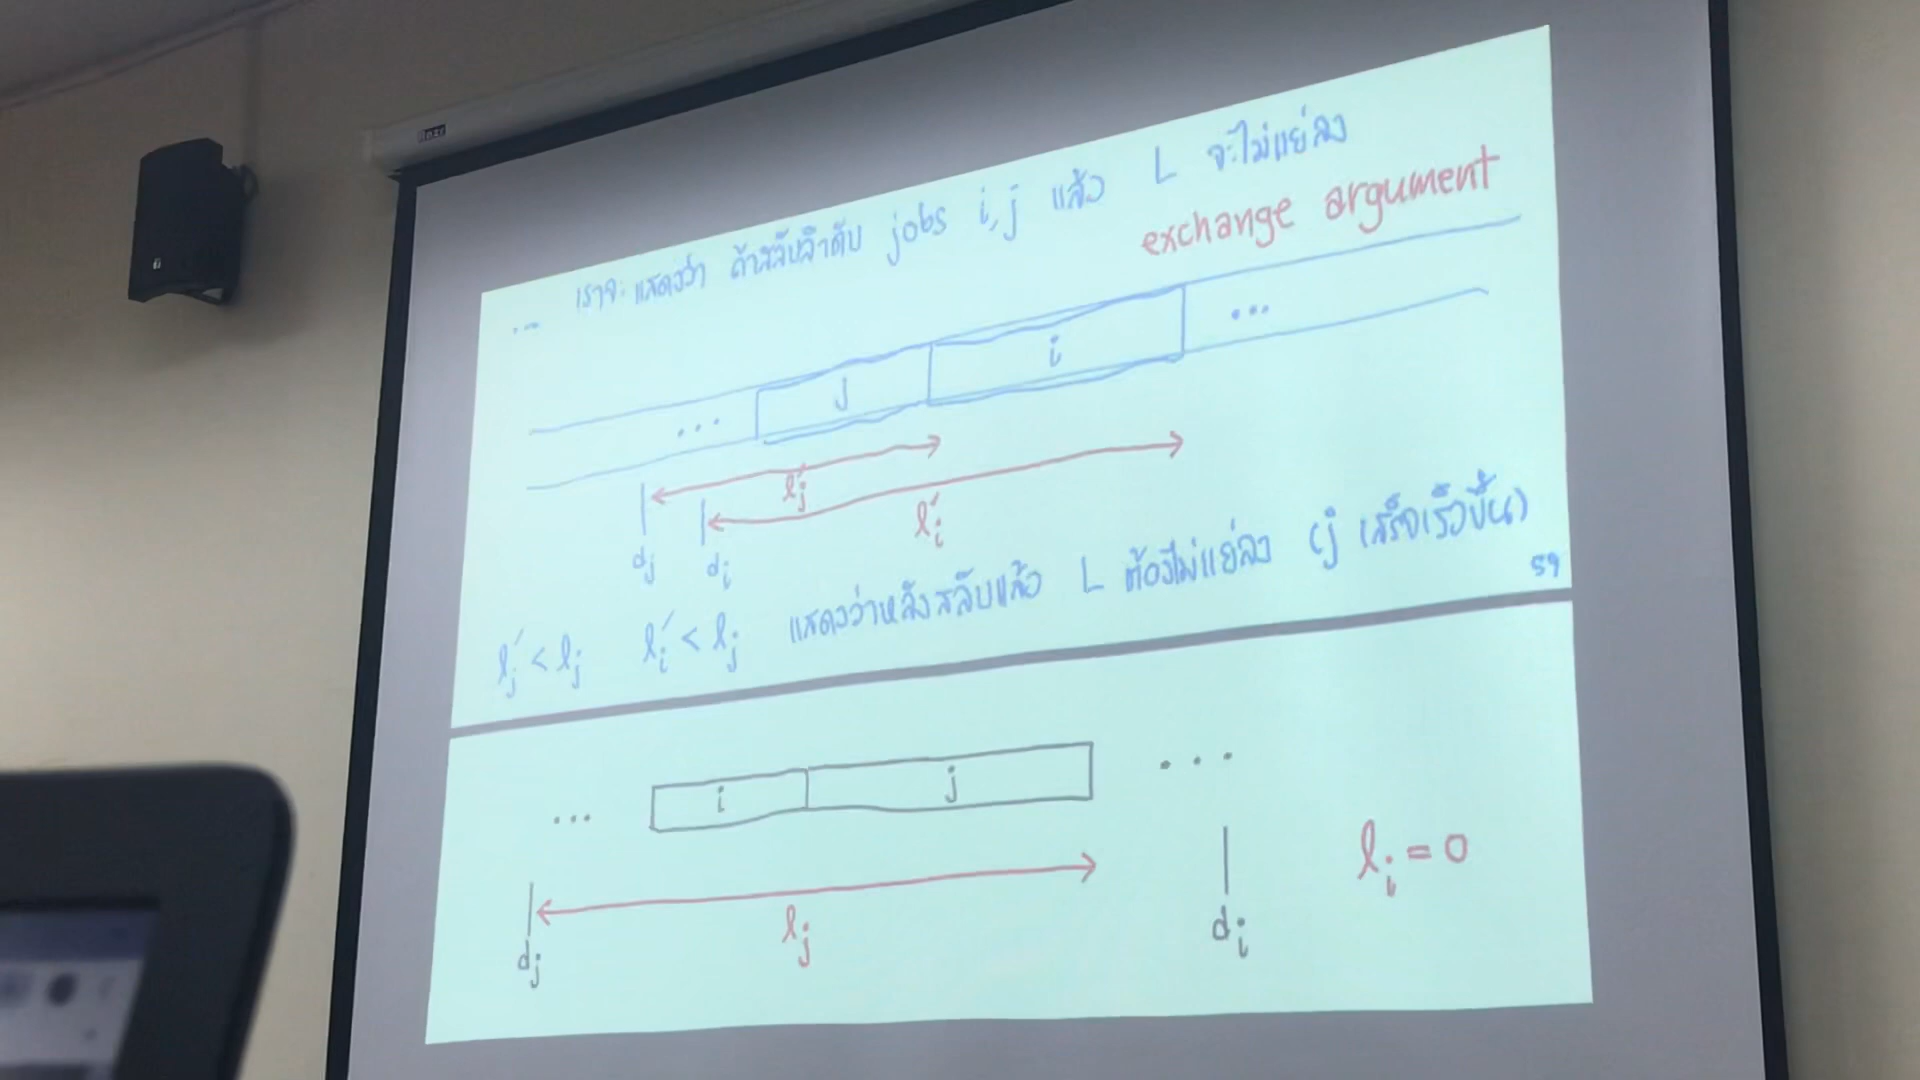 ... เราจะแสดงว่า ถ้าสลับลำดับ jobs i, j แล้ว L จะไม่แย่ลง
exchange argument
... j i ...
l'j
l'i
dj di
l'j < lj l'i < lj แสดงว่าหลังสลับแล้ว L ต้องไม่แย่ลง (j เสร็จเร็วขึ้น)
59
... i j ...
li = 0
lj
dj di